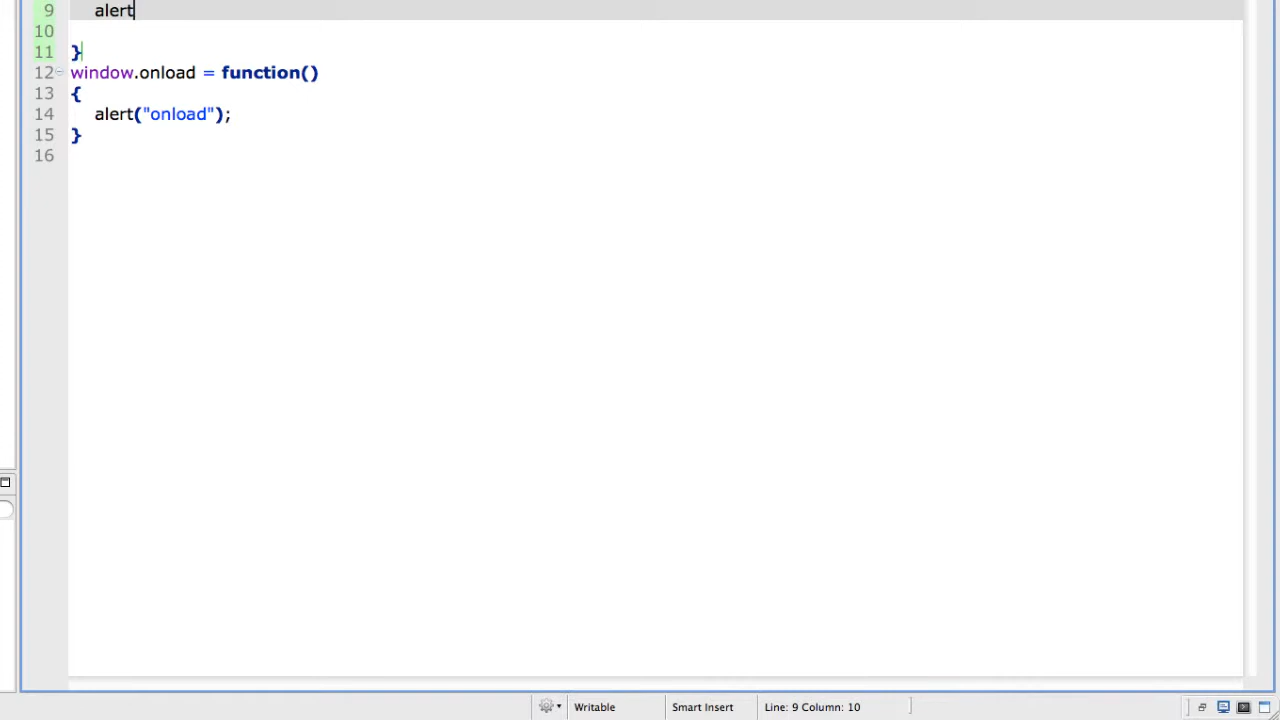 9 alert
10
11 }
12 window.onload = function()
13 {
14 alert("onload");
15 }
16
Writable Smart Insert Line: 9 Column: 10